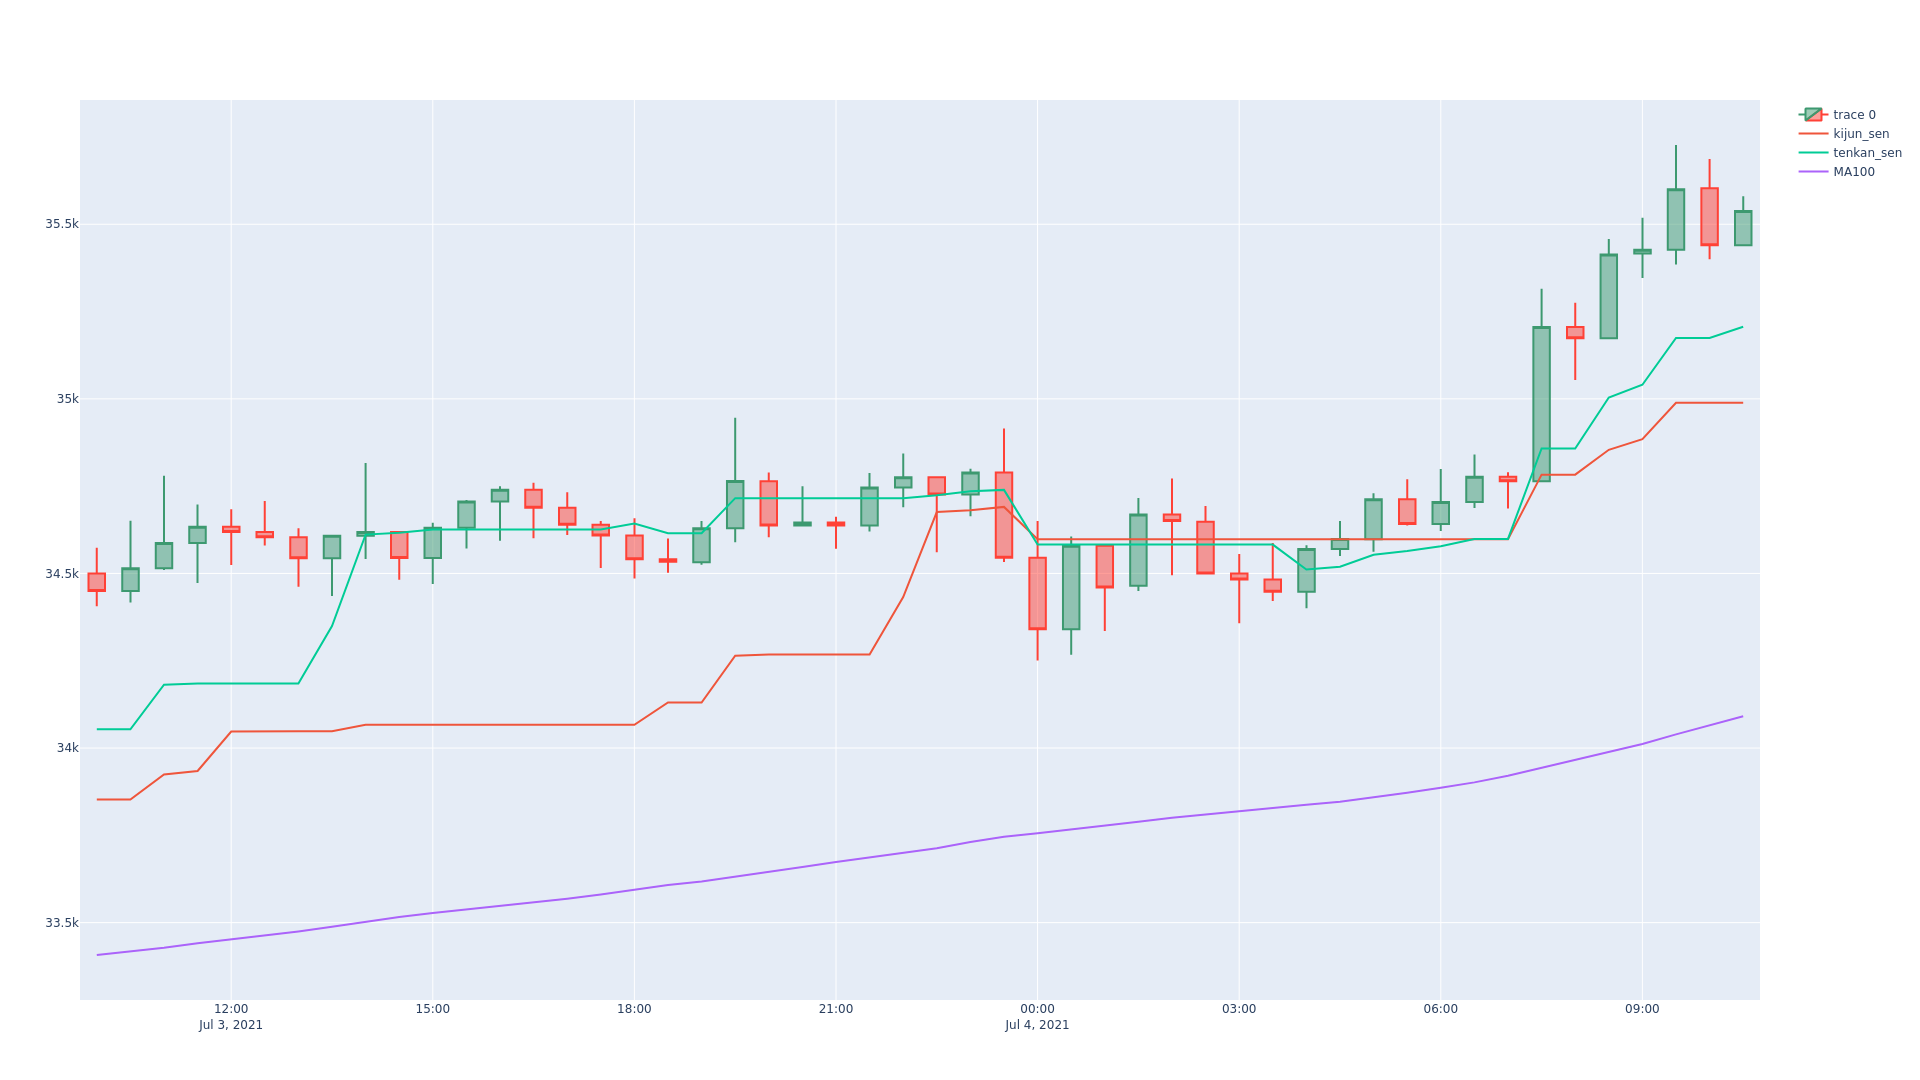 trace 0
kijun_sen
tenkan_sen
MA100
35.5k
35k
34.5k
34k
33.5k
12:00
Jul 3, 2021
15:00
18:00
21:00
00:00
Jul 4, 2021
03:00
06:00
09:00